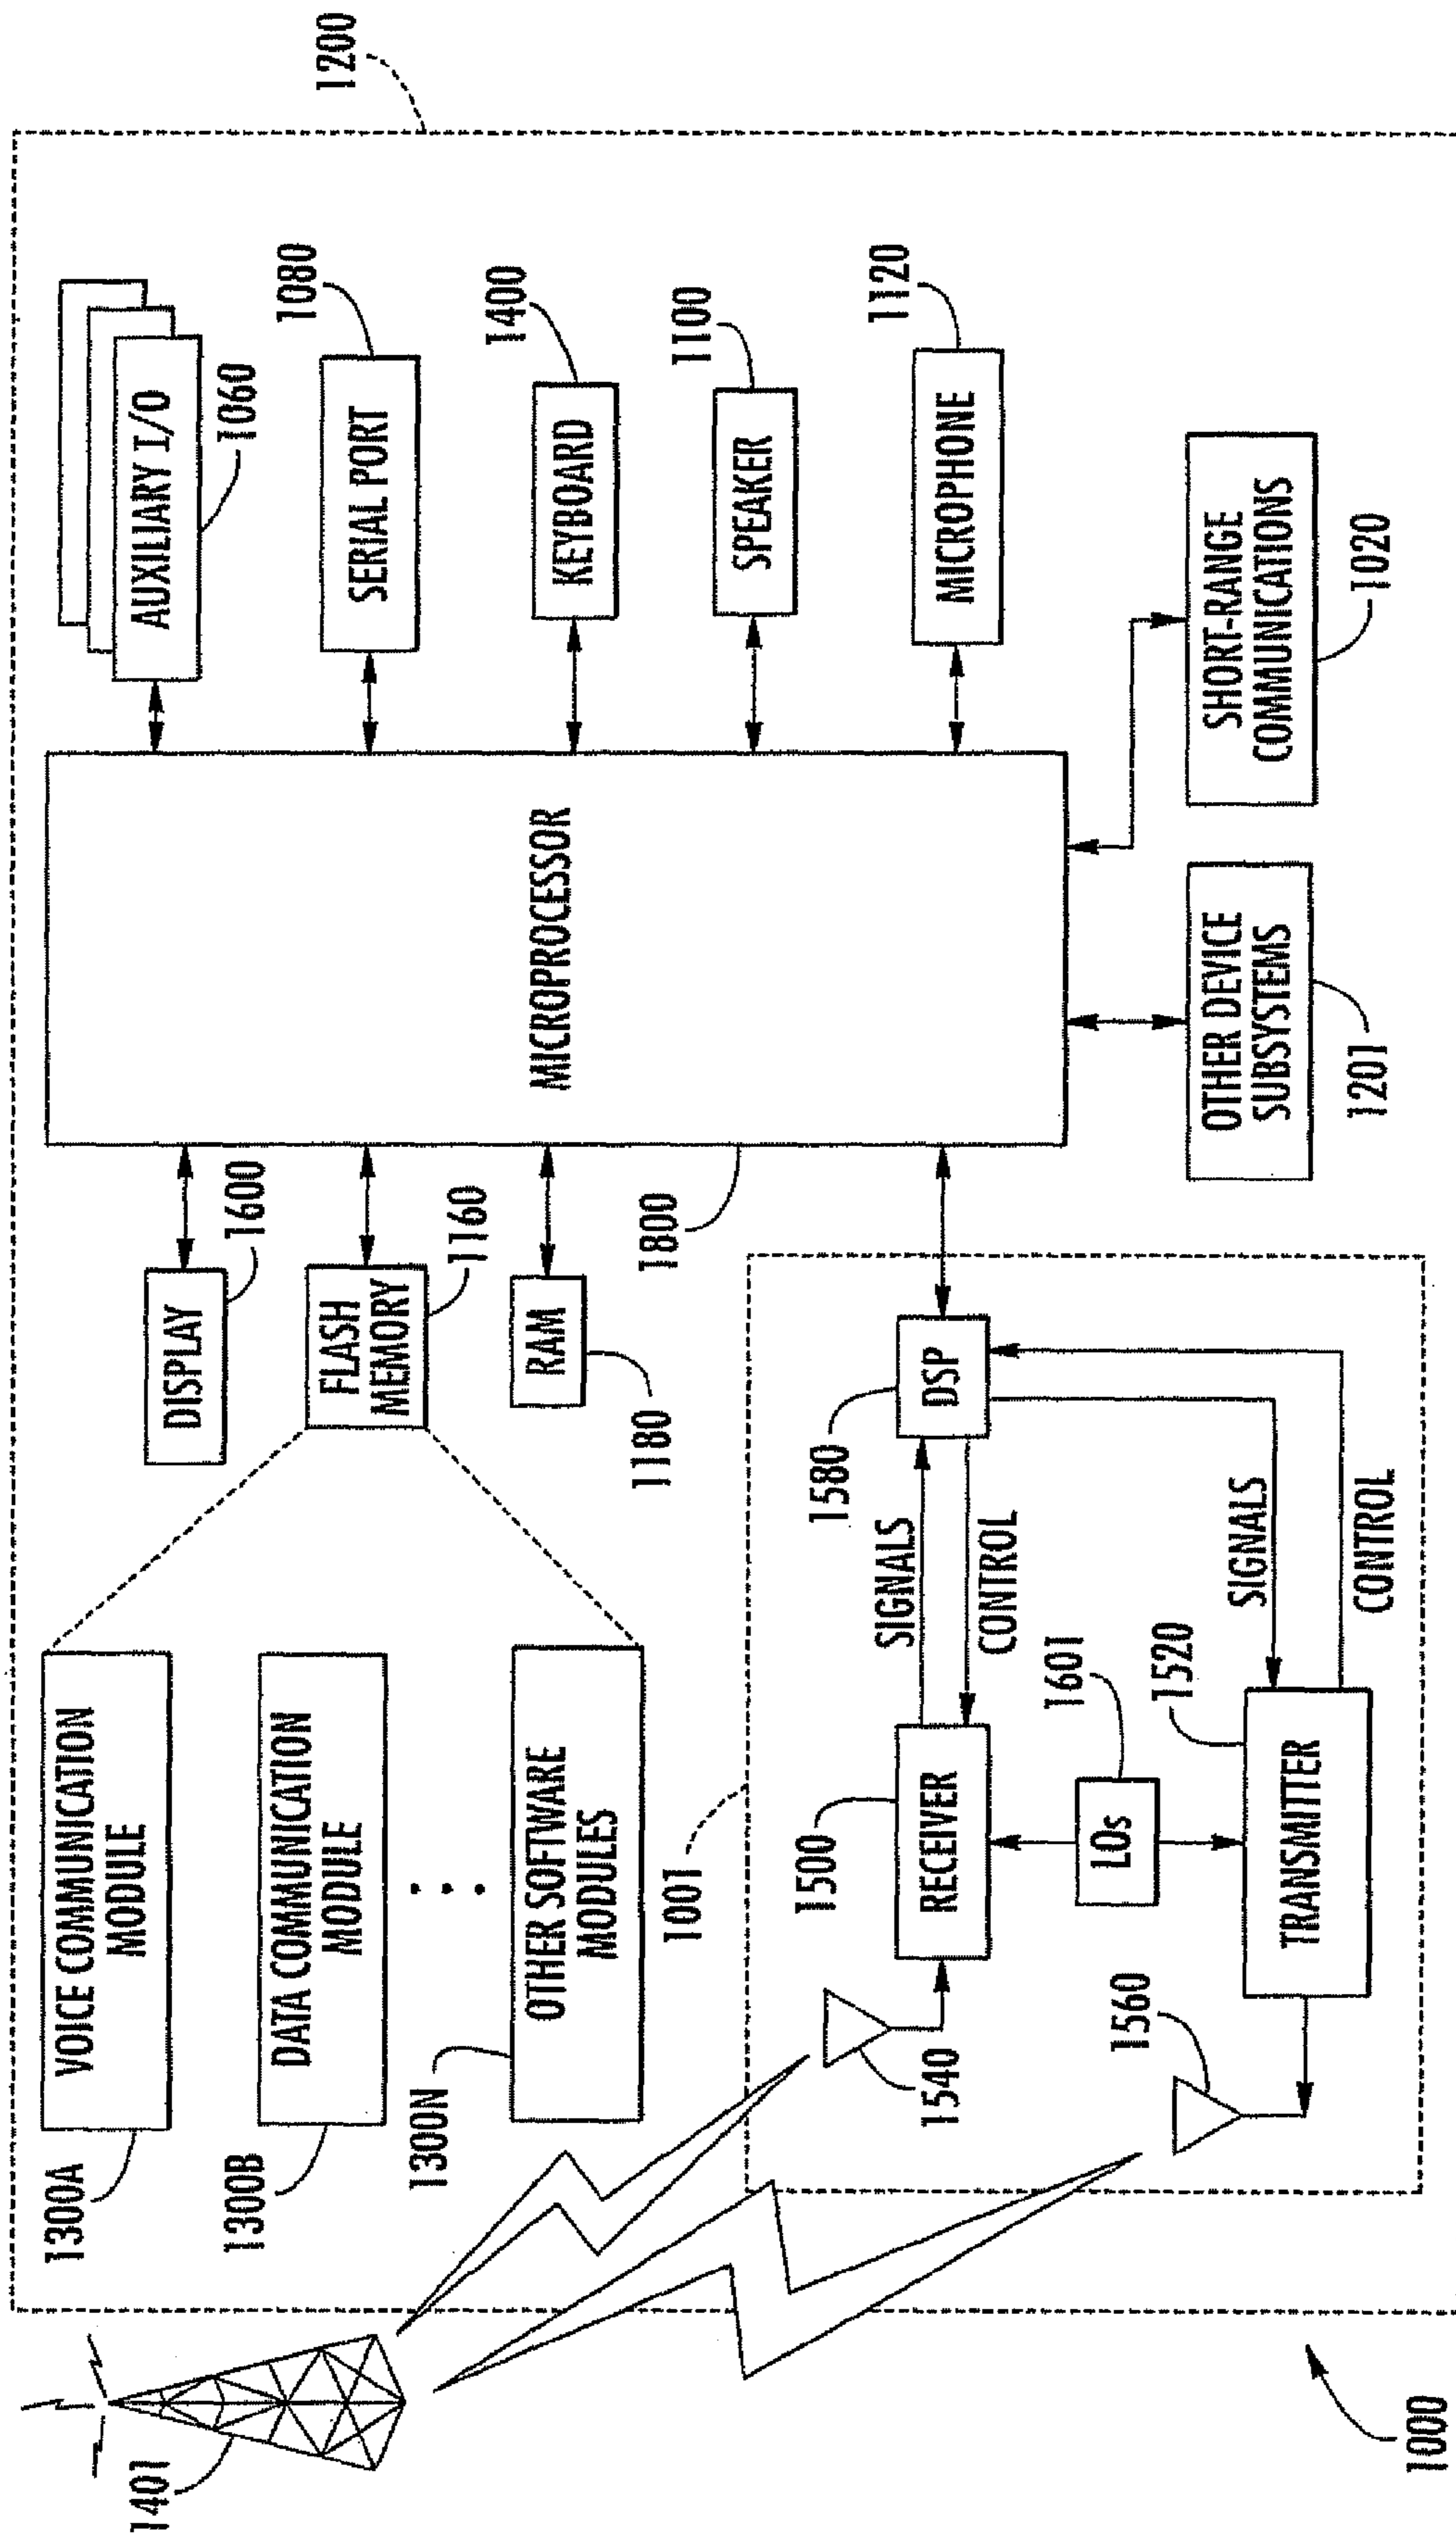 1200
1401
1300A
VOICE COMMUNICATION
MODULE
1300B
DATA COMMUNICATION
MODULE
1300N
OTHER SOFTWARE
MODULES
DISPLAY
1600
FLASH
MEMORY
1160
RAM
1180
1800
MICROPROCESSOR
AUXILIARY I/O
1060
SERIAL PORT
1080
KEYBOARD
1400
SPEAKER
1100
MICROPHONE
1120
SHORT-RANGE
COMMUNICATIONS
1020
OTHER DEVICE
SUBSYSTEMS
1201
1001
1540
1500
RECEIVER
SIGNALS
CONTROL
1580
DSP
LOs
1601
1560
TRANSMITTER
1520
SIGNALS
CONTROL
1000